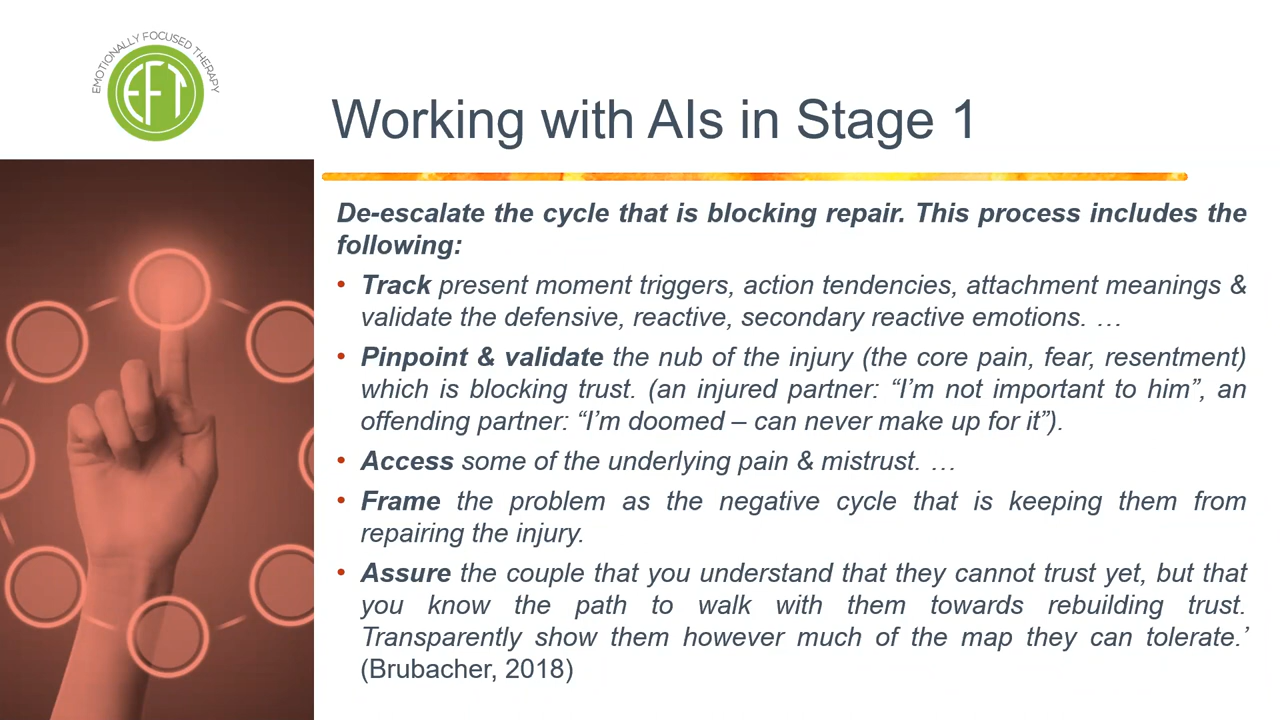 EMOTIONALLY FOCUSED THERAPY
EFT
Working with AIs in Stage 1
De-escalate the cycle that is blocking repair. This process includes the
following:
• Track present moment triggers, action tendencies, attachment meanings &
validate the defensive, reactive, secondary reactive emotions. …
• Pinpoint & validate the nub of the injury (the core pain, fear, resentment)
which is blocking trust. (an injured partner: “I’m not important to him”, an
offending partner: “I’m doomed – can never make up for it”).
• Access some of the underlying pain & mistrust. …
• Frame the problem as the negative cycle that is keeping them from
repairing the injury.
• Assure the couple that you understand that they cannot trust yet, but that
you know the path to walk with them towards rebuilding trust.
Transparently show them however much of the map they can tolerate.’
(Brubacher, 2018)